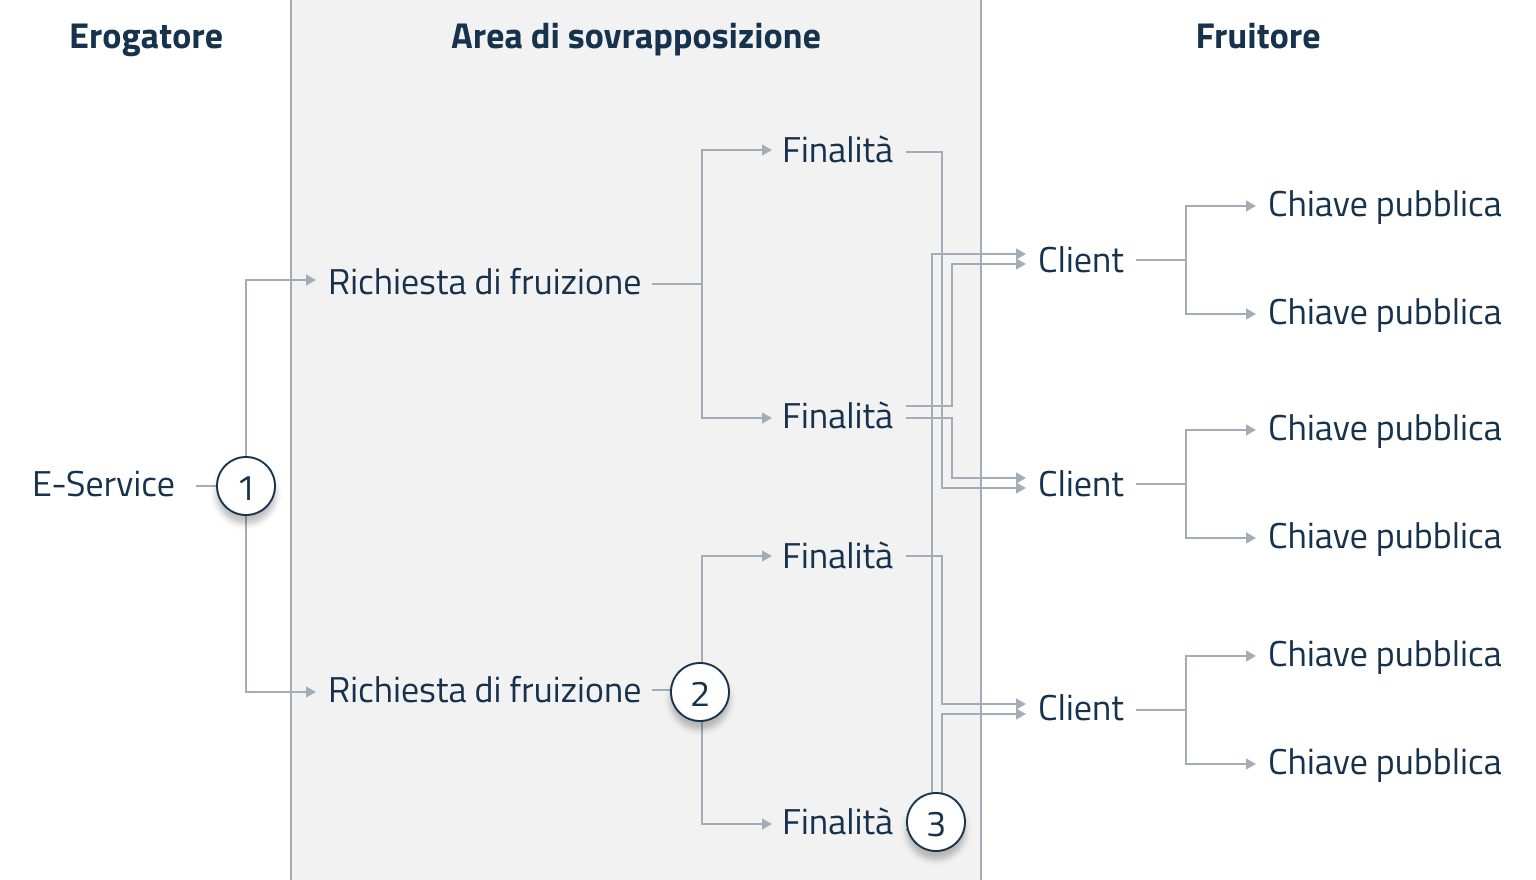 Erogatore
Area di sovrapposizione
Fruitore
Finalità
Chiave pubblica
Client
Richiesta di fruizione
Chiave pubblica
Finalità
Chiave pubblica
E-Service
1
Client
Chiave pubblica
Finalità
Chiave pubblica
Richiesta di fruizione
2
Client
Chiave pubblica
Finalità
3